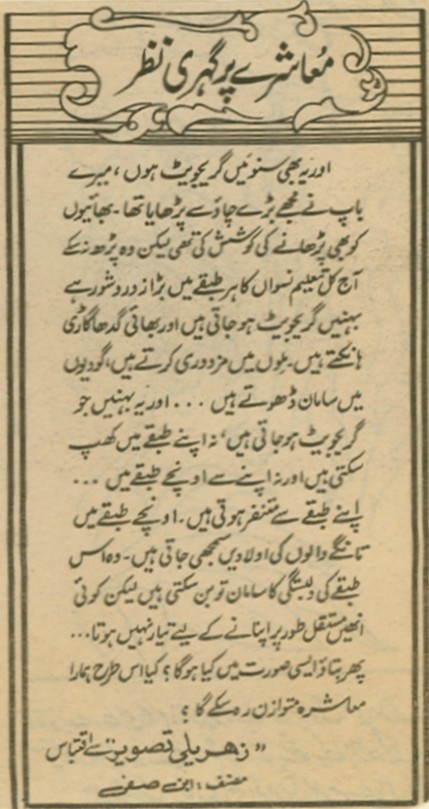 مُعاشرے پر گہری نظر
اور یہ بھی سنو میں گریجویٹ ہوں، میرے
باپ نے مجھے بڑے چاؤ سے پڑھایا تھا۔ بھائیوں
کو بھی پڑھانے کی کوشش کی تھی لیکن وہ پڑھ نہ سکے
آج کل تعلیم نسواں کا ہر طبقے میں بڑا زور و شور ہے
بہنیں گریجویٹ ہو جاتی ہیں اور بھائی گدھا گاڑی
ہانکتے ہیں۔ ملوں میں مزدوری کرتے ہیں، گودیوں
میں سامان ڈھوتے ہیں ... اور یہ بہنیں جو
گریجویٹ ہو جاتی ہیں، نہ اپنے طبقے میں کھپ
سکتی ہیں اور نہ اپنے سے اونچے طبقے میں ...
اپنے طبقے سے متنفر ہوتی ہیں۔ اونچے طبقے میں
تانگے والوں کی اولادیں سمجھی جاتی ہیں۔ وہ اس
طبقے کی دلبستگی کا سامان تو بن سکتی ہیں لیکن کوئی
انھیں مستقل طور پر اپنانے کے لیے تیار نہیں ہوتا...
پھر بتاؤ ایسی صورت میں کیا ہوگا؟ کیا اس طرح ہمارا
معاشرہ متوازن رہ سکے گا؟
"زہریلی تصویر" سے اقتباس
مصنف: ابن صفی